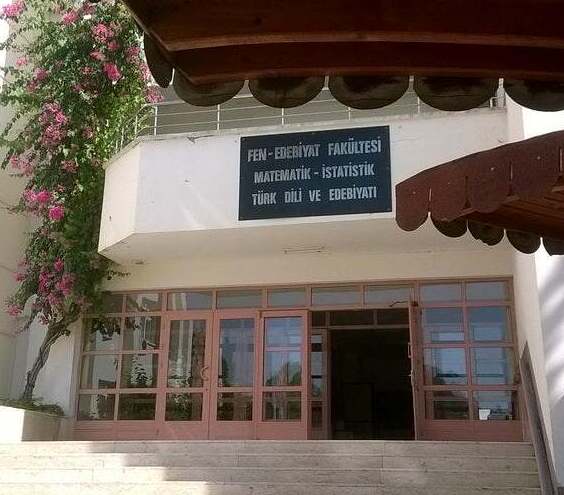 FEN-EDEBİYAT FAKÜLTESİ
MATEMATİK-İSTATİSTİK
TÜRK DİLİ VE EDEBİYATI